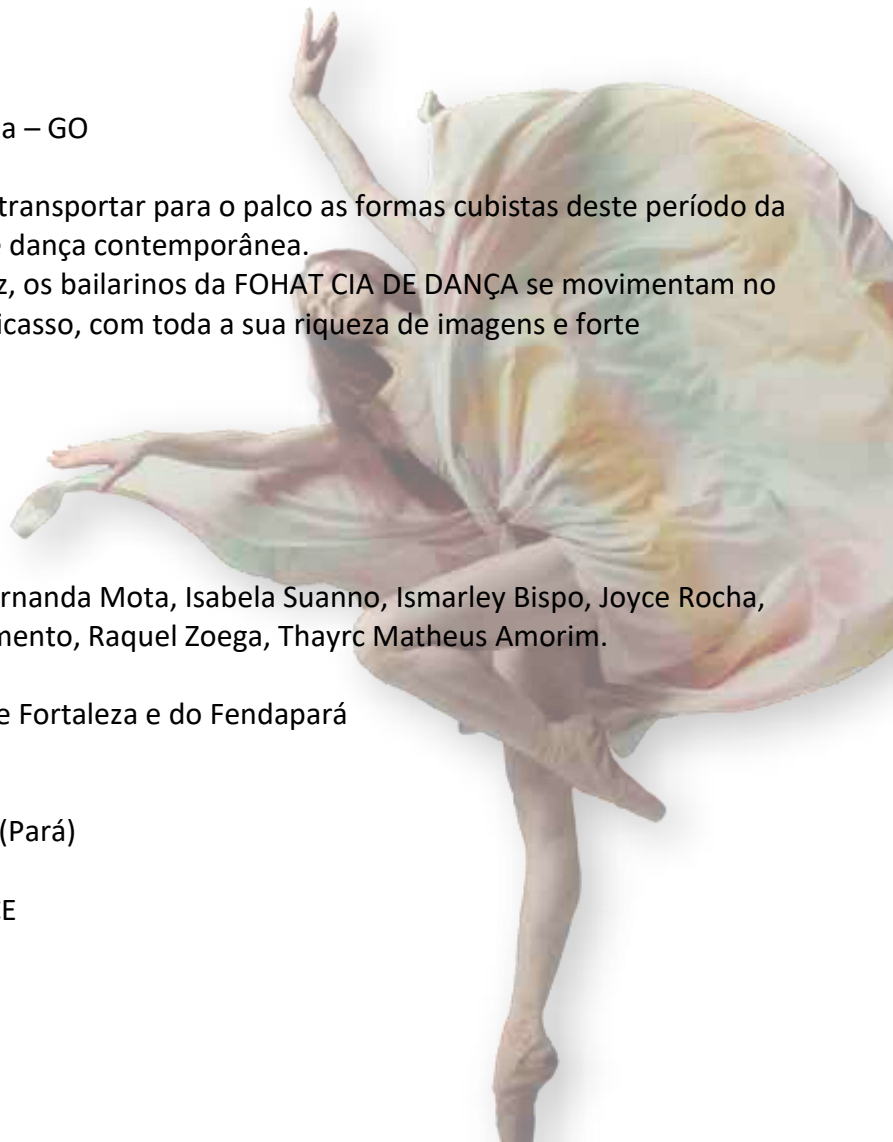 a – GO
transportar para o palco as formas cubistas deste período da
dança contemporânea.
z, os bailarinos da FOHAT CIA DE DANÇA se movimentam no
icasso, com toda a sua riqueza de imagens e forte
rnanda Mota, Isabela Suanno, Ismarley Bispo, Joyce Rocha,
mento, Raquel Zoega, Thayrc Matheus Amorim.
e Fortaleza e do Fendapará
(Pará)
E